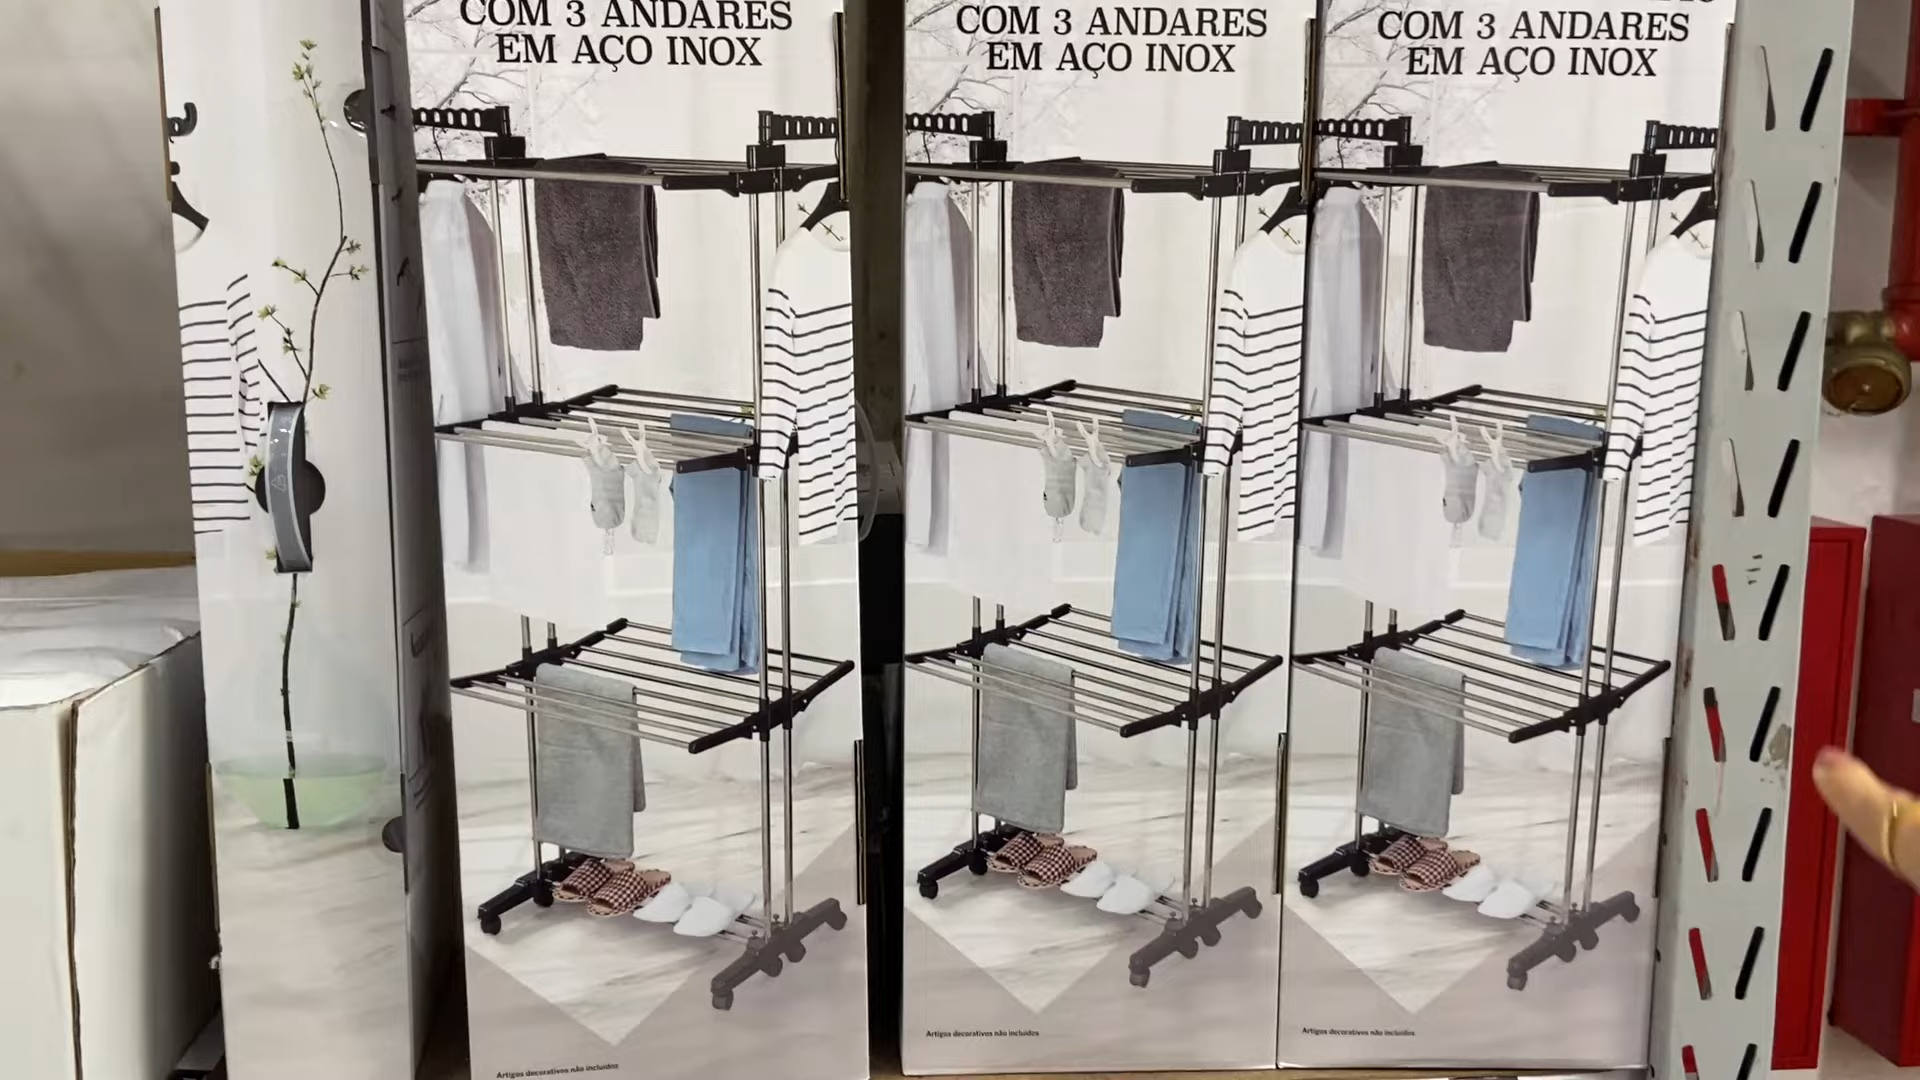 COM 3 ANDARES
EM AÇO INOX
COM 3 ANDARES
EM AÇO INOX
COM 3 ANDARES
EM AÇO INOX
Artigos decorativos não incluídos
Artigos decorativos não incluídos
Artigos decorativos não incluídos